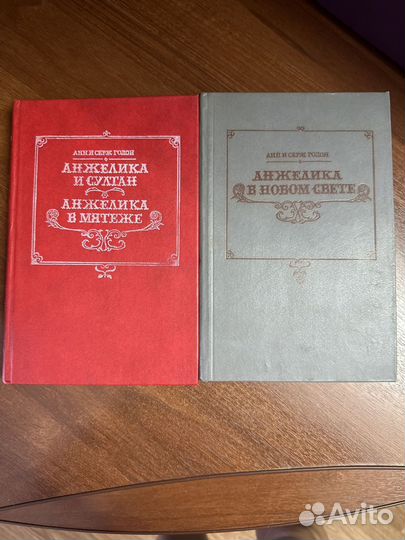 АНН И СЕРЖ ГОЛОН
АНЖЕЛИКА
И СУЛТАН
АНЖЕЛИКА
В МЯТЕЖЕ
АНН И СЕРЖ ГОЛОН
АНЖЕЛИКА
В НОВОМ СВЕТЕ
Avito